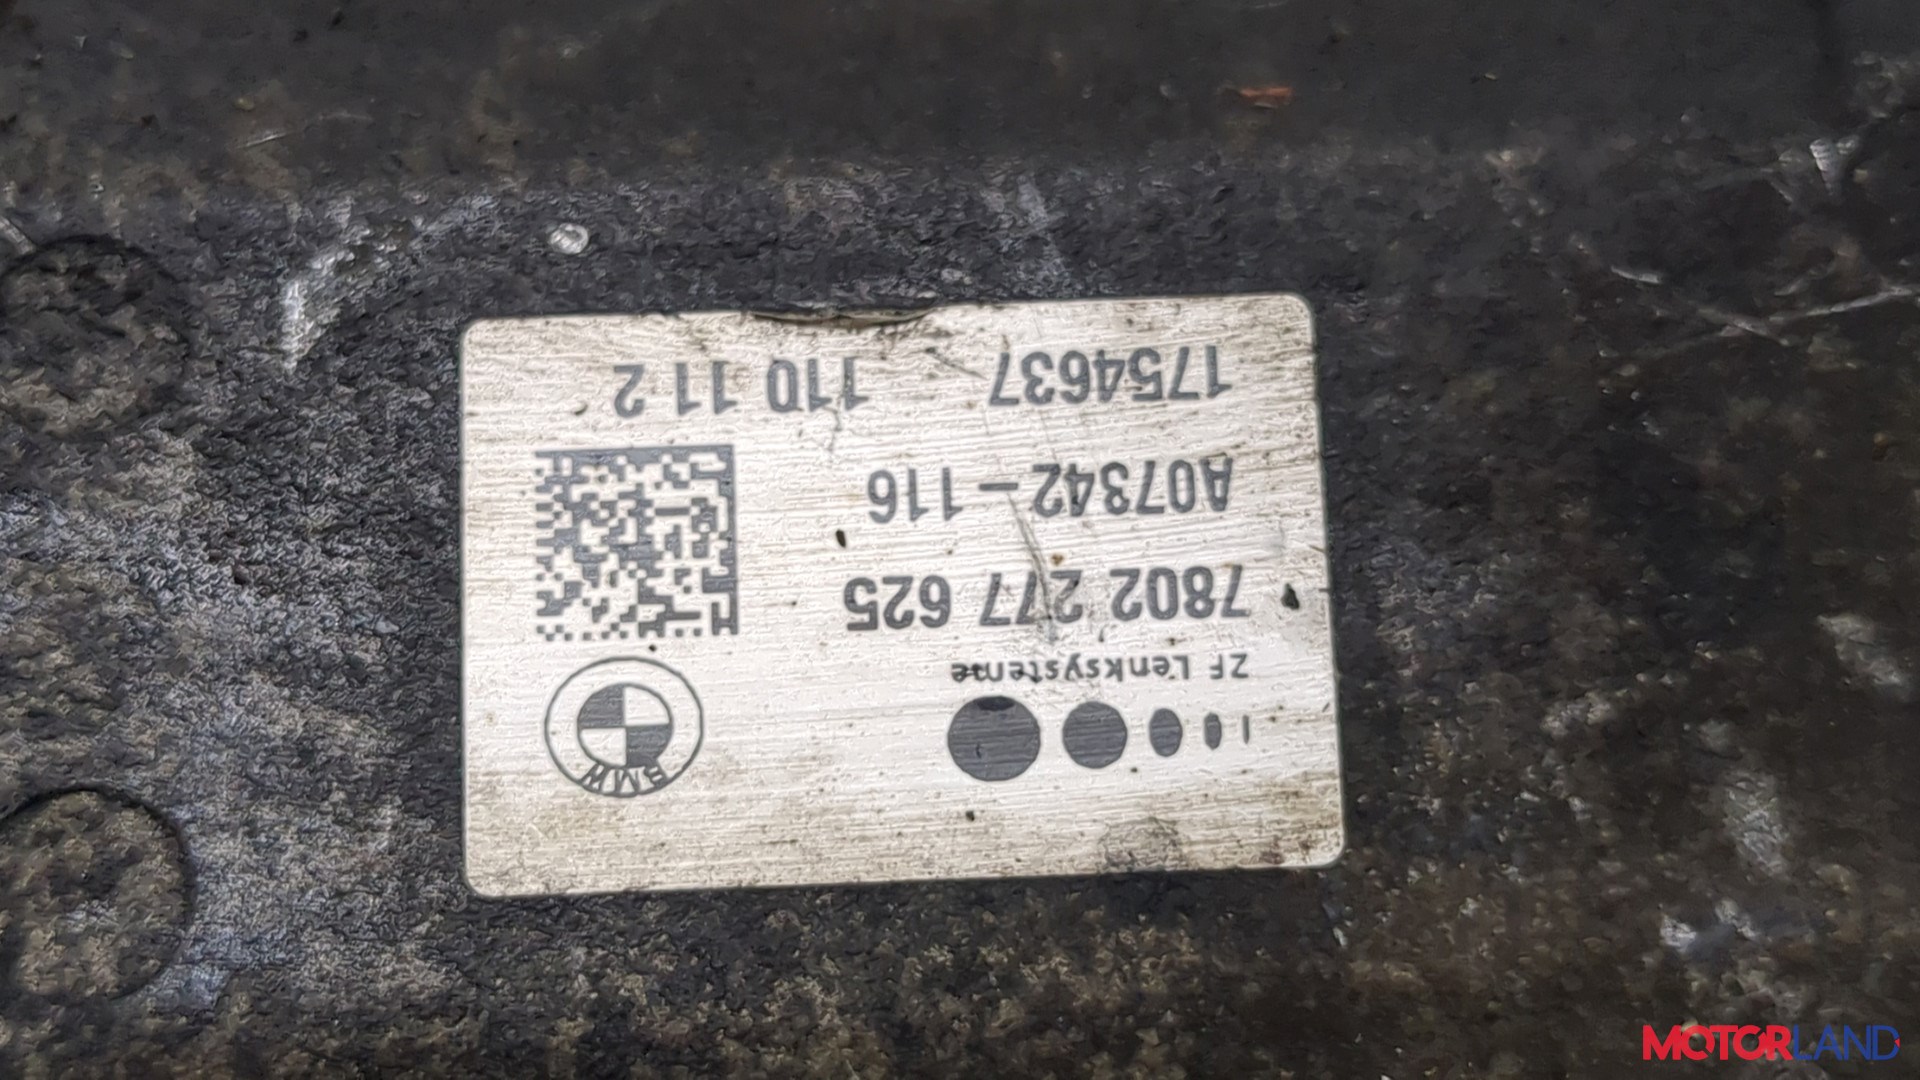 ZF Lenksysteme
BMW
7802 277 625
A07342-116
1754637 110 11 2
MOTORLAND